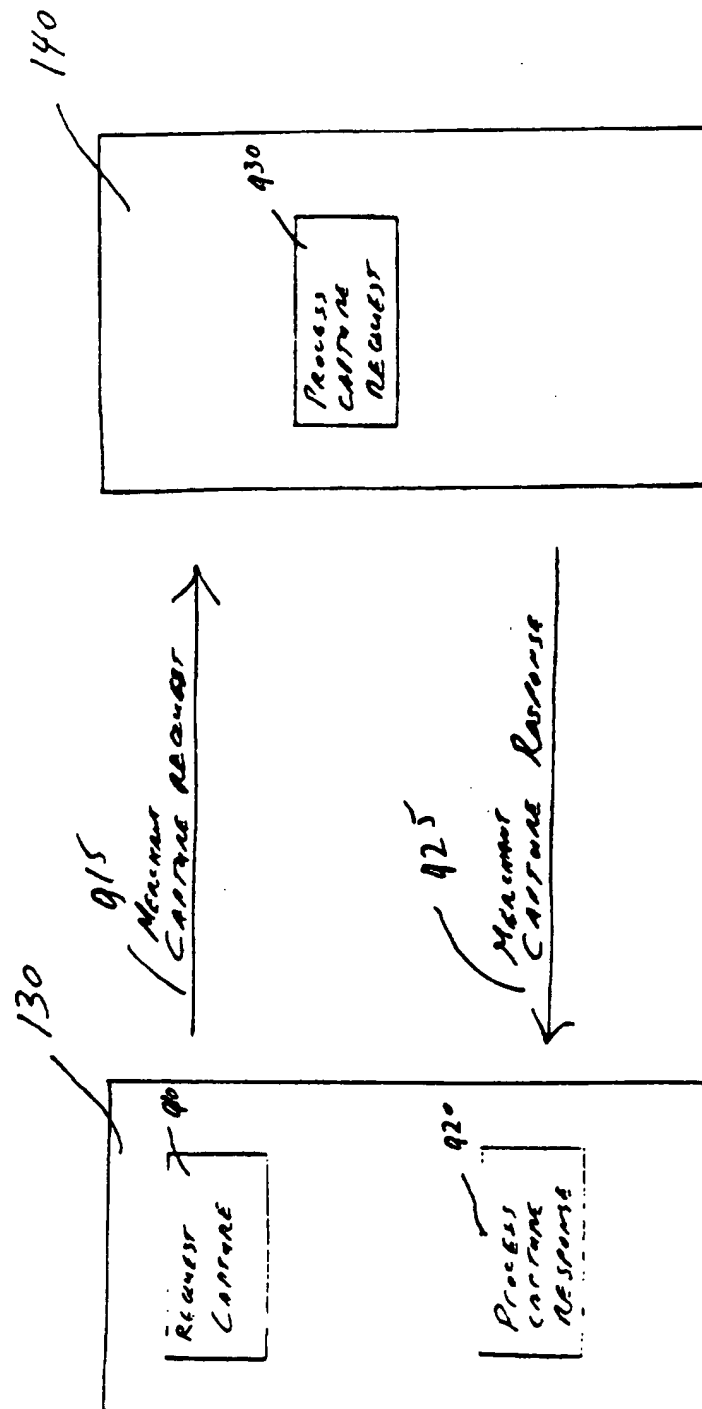 130
910
REQUEST
CAPTURE
920
PROCESS
CAPTURE
RESPONSE
915
MERCHANT
CAPTURE REQUEST
925
MERCHANT
CAPTURE RESPONSE
140
930
PROCESS
CAPTURE
REQUEST